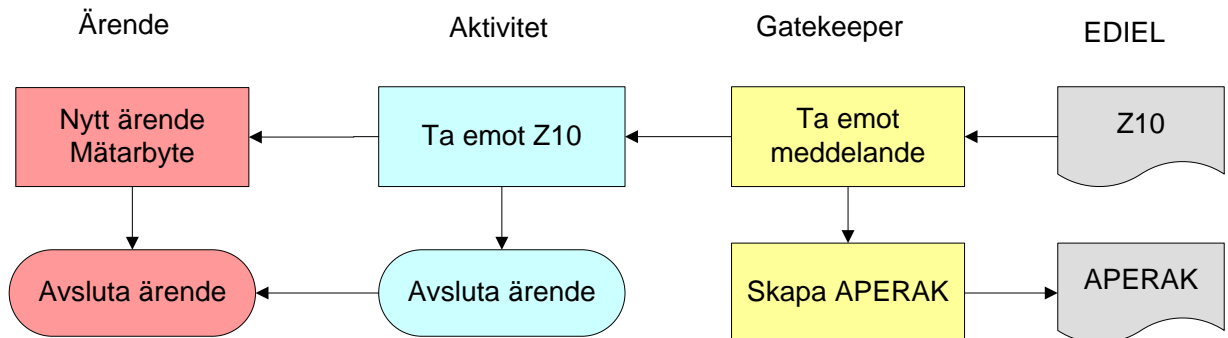 Ärende
Aktivitet
Gatekeeper
EDIEL
Nytt ärende
Mätarbyte
Ta emot Z10
Ta emot
meddelande
Z10
Avsluta ärende
Avsluta ärende
Skapa APERAK
APERAK